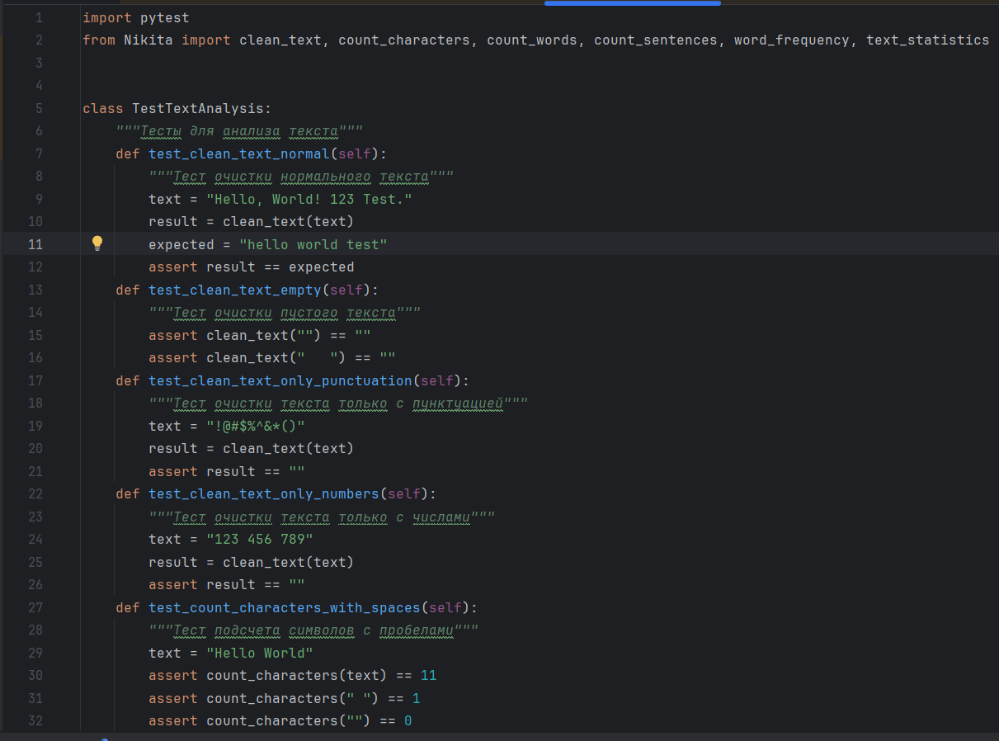 1 import pytest
2 from Nikita import clean_text, count_characters, count_words, count_sentences, word_frequency, text_statistics
3
4
5 class TestTextAnalysis:
6     """Тесты для анализа текста"""
7     def test_clean_text_normal(self):
8         """Тест очистки нормального текста"""
9         text = "Hello, World! 123 Test."
10         result = clean_text(text)
11         expected = "hello world test"
12         assert result == expected
13     def test_clean_text_empty(self):
14         """Тест очистки пустого текста"""
15         assert clean_text("") == ""
16         assert clean_text("   ") == ""
17     def test_clean_text_only_punctuation(self):
18         """Тест очистки текста только с пунктуацией"""
19         text = "!@#$%^&*()"
20         result = clean_text(text)
21         assert result == ""
22     def test_clean_text_only_numbers(self):
23         """Тест очистки текста только с числами"""
24         text = "123 456 789"
25         result = clean_text(text)
26         assert result == ""
27     def test_count_characters_with_spaces(self):
28         """Тест подсчета символов с пробелами"""
29         text = "Hello World"
30         assert count_characters(text) == 11
31         assert count_characters(" ") == 1
32         assert count_characters("") == 0